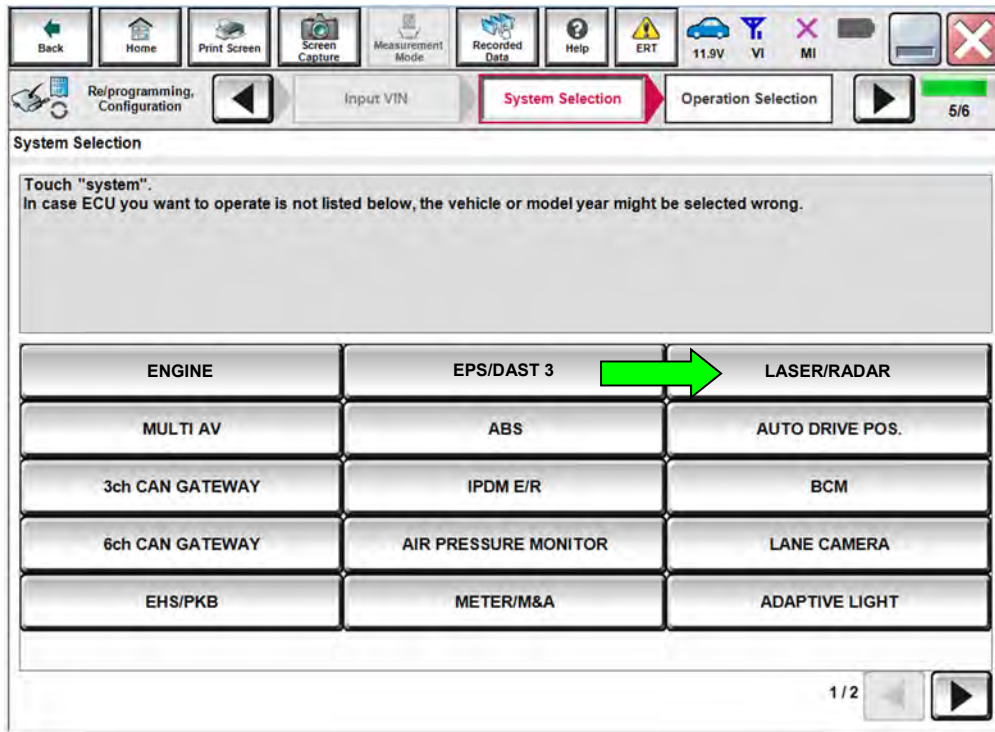 Back
Home
Print Screen
Screen
Capture
Measurement
Mode
Recorded
Data
Help
ERT
11.9V
VI
MI
Re/programming,
Configuration
Input VIN
System Selection
Operation Selection
5/6
System Selection
Touch "system".
In case ECU you want to operate is not listed below, the vehicle or model year might be selected wrong.
ENGINE
EPS/DAST 3
LASER/RADAR
MULTI AV
ABS
AUTO DRIVE POS.
3ch CAN GATEWAY
IPDM E/R
BCM
6ch CAN GATEWAY
AIR PRESSURE MONITOR
LANE CAMERA
EHS/PKB
METER/M&A
ADAPTIVE LIGHT
1 / 2